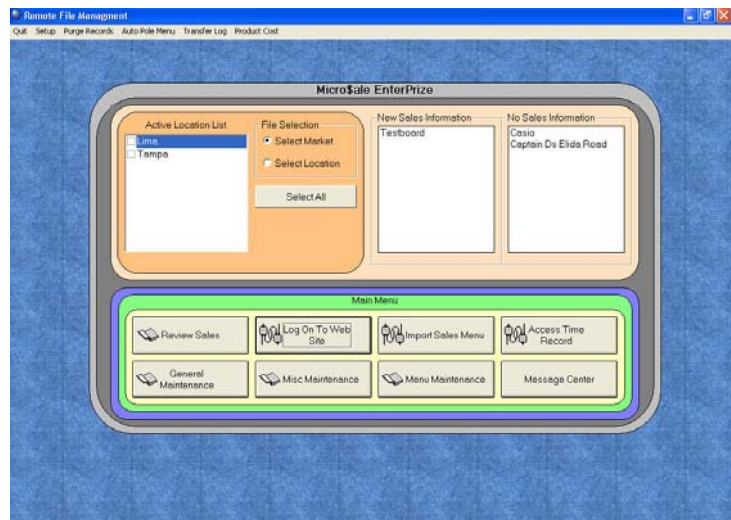 Remote File Managment
Quit Setup Purge Records Auto Pole Menu Transfer Log Product Cost
Micro$ale EnterPrize
Active Location List
Lima
Tampa
File Selection
Select Market
Select Location
Select All
New Sales Information
Testboard
No Sales Information
Casio
Captain Ds Elida Road
Main Menu
Review Sales
Log On To Web
Site
Import Sales Menu
Access Time
Record
General
Maintenance
Misc Maintenance
Menu Maintenance
Message Center